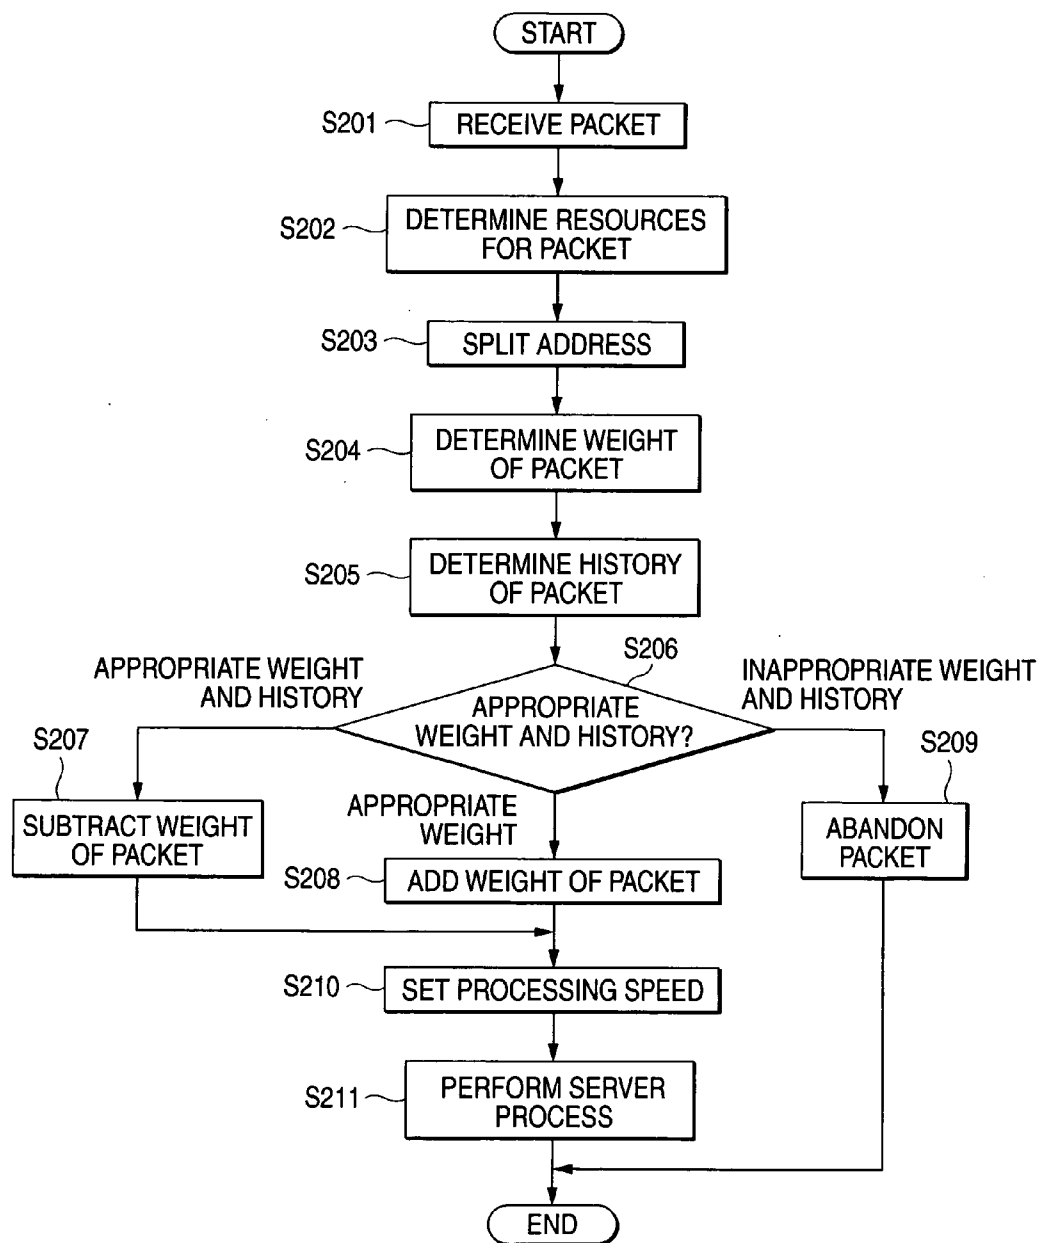 START
S201
RECEIVE PACKET
S202
DETERMINE RESOURCES
FOR PACKET
S203
SPLIT ADDRESS
S204
DETERMINE WEIGHT
OF PACKET
S205
DETERMINE HISTORY
OF PACKET
S206
APPROPRIATE WEIGHT
AND HISTORY
APPROPRIATE
WEIGHT AND HISTORY?
INAPPROPRIATE WEIGHT
AND HISTORY
S207
SUBTRACT WEIGHT
OF PACKET
APPROPRIATE
WEIGHT
S208
ADD WEIGHT OF PACKET
S209
ABANDON
PACKET
S210
SET PROCESSING SPEED
S211
PERFORM SERVER
PROCESS
END